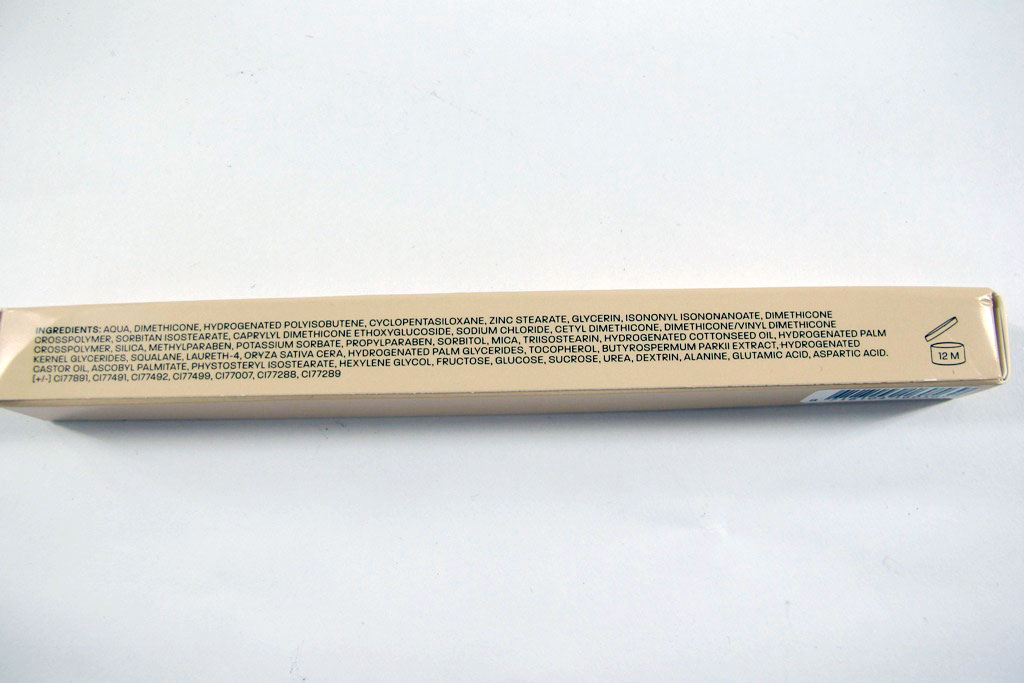 INGREDIENTS: AQUA, DIMETHICONE, HYDROGENATED POLYISOBUTENE, CYCLOPENTASILOXANE, ZINC STEARATE, GLYCERIN, ISONONYL ISONONANOATE, DIMETHICONE
CROSSPOLYMER, SORBITAN ISOSTEARATE, CAPRYLYL DIMETHICONE ETHOXYGLUCOSIDE, SODIUM CHLORIDE, CETYL DIMETHICONE, DIMETHICONE/VINYL DIMETHICONE
CROSSPOLYMER, SILICA, METHYLPARABEN, POTASSIUM SORBATE, PROPYLPARABEN, SORBITOL, MICA, TRIISOSTEARIN, HYDROGENATED COTTONSEED OIL, HYDROGENATED PALM
KERNEL GLYCERIDES, SQUALANE, LAURETH-4, ORYZA SATIVA CERA, HYDROGENATED PALM GLYCERIDES, TOCOPHEROL, BUTYROSPERMUM PARKII EXTRACT, HYDROGENATED
CASTOR OIL, ASCOBYL PALMITATE, PHYSTOSTERYL ISOSTEARATE, HEXYLENE GLYCOL, FRUCTOSE, GLUCOSE, SUCROSE, UREA, DEXTRIN, ALANINE, GLUTAMIC ACID, ASPARTIC ACID.
[+/-] CI77891, CI77491, CI77492, CI77499, CI77007, CI77288, CI77289
12 M